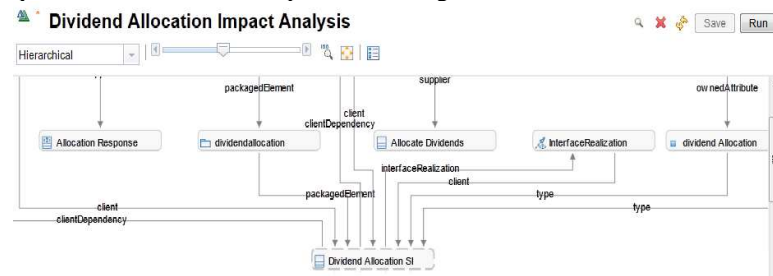 Dividend Allocation Impact Analysis
Save Run
Hierarchical
packagedElement supplier ownedAttribute
client
clientDependency
Allocation Response dividendallocation Allocate Dividends InterfaceRealization dividend Allocation
interfaceRealization
client
packagedElement type
client type
clientDependency
Dividend Allocation SI